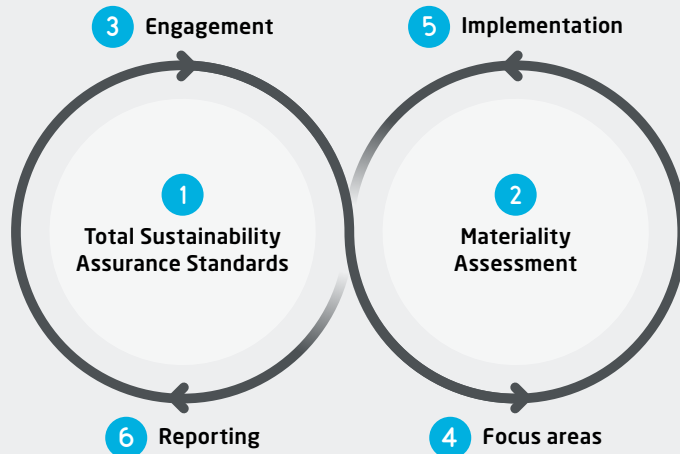 3 Engagement
5 Implementation
1
Total Sustainability
Assurance Standards
2
Materiality
Assessment
6 Reporting
4 Focus areas